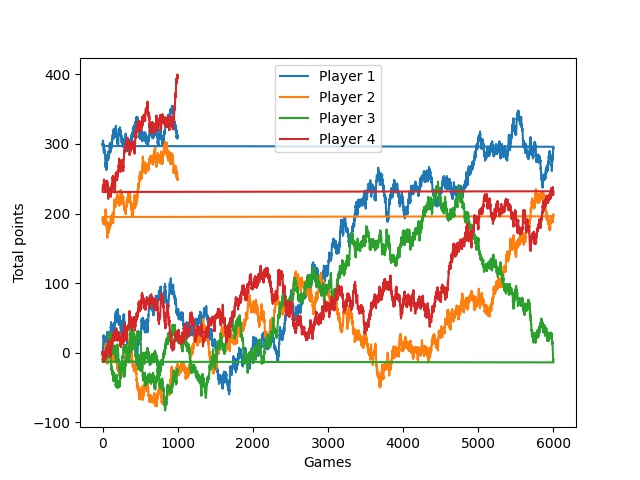 Player 1
Player 2
Player 3
Player 4
Total points
400
300
200
100
0
−100
0
1000
2000
3000
4000
5000
6000
Games